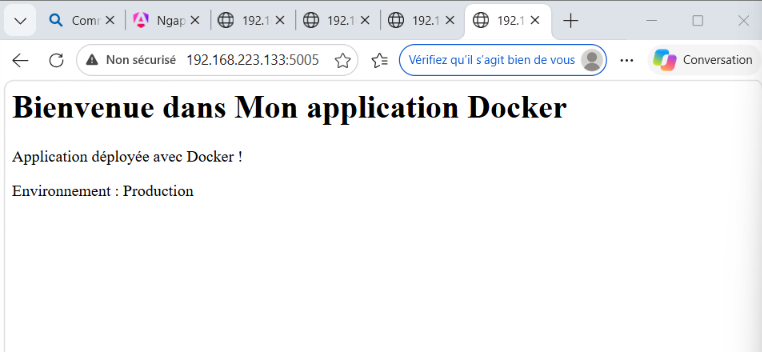 Comr
Ngap
192.1
192.1
192.1
192.1
Non sécurisé
192.168.223.133:5005
Vérifiez qu'il s'agit bien de vous
Conversation
Bienvenue dans Mon application Docker
Application déployée avec Docker !
Environnement : Production